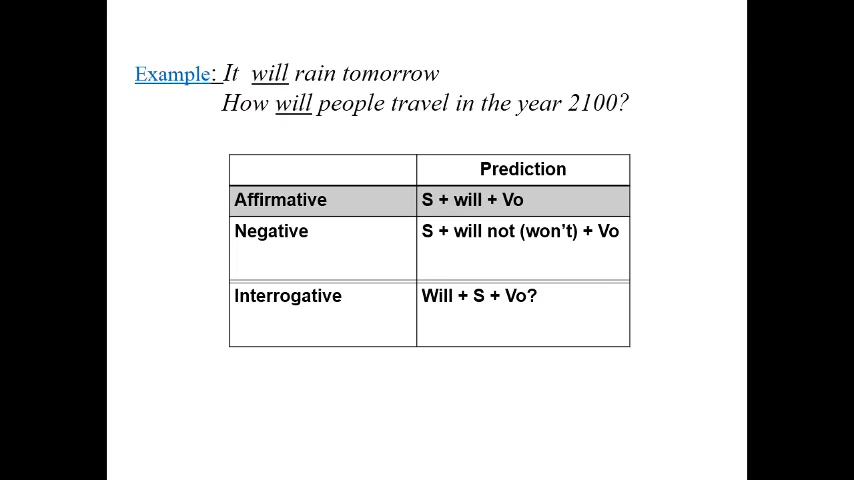 Example: It will rain tomorrow
How will people travel in the year 2100?
Prediction
Affirmative S + will + Vo
Negative S + will not (won't) + Vo
Interrogative Will + S + Vo?